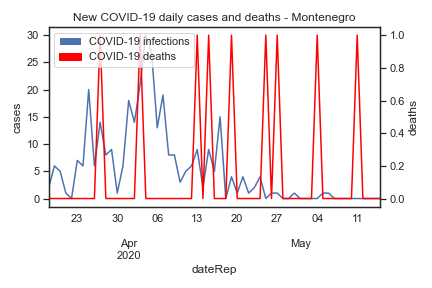 New COVID-19 daily cases and deaths - Montenegro
COVID-19 infections
COVID-19 deaths
30
25
20
15
10
5
0
cases
1.0
0.8
0.6
0.4
0.2
0.0
deaths
23 30 06 13 20 27 04 11
Apr May
2020
dateRep